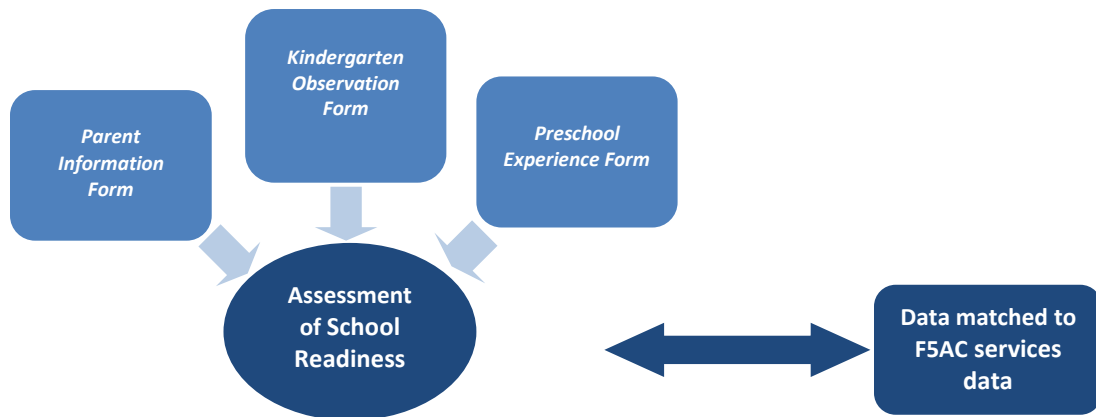 Parent
Information
Form
Kindergarten
Observation
Form
Preschool
Experience Form
Assessment
of School
Readiness
Data matched to
F5AC services
data